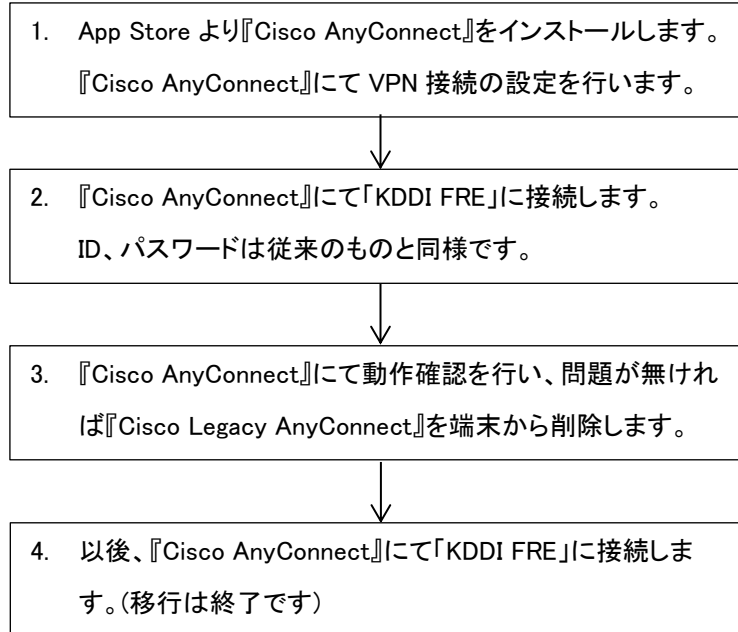 1. App Store より『Cisco AnyConnect』をインストールします。
『Cisco AnyConnect』にて VPN 接続の設定を行います。
2. 『Cisco AnyConnect』にて「KDDI FRE」に接続します。
ID、パスワードは従来のものと同様です。
3. 『Cisco AnyConnect』にて動作確認を行い、問題が無けれ
ば『Cisco Legacy AnyConnect』を端末から削除します。
4. 以後、『Cisco AnyConnect』にて「KDDI FRE」に接続しま
す。(移行は終了です)